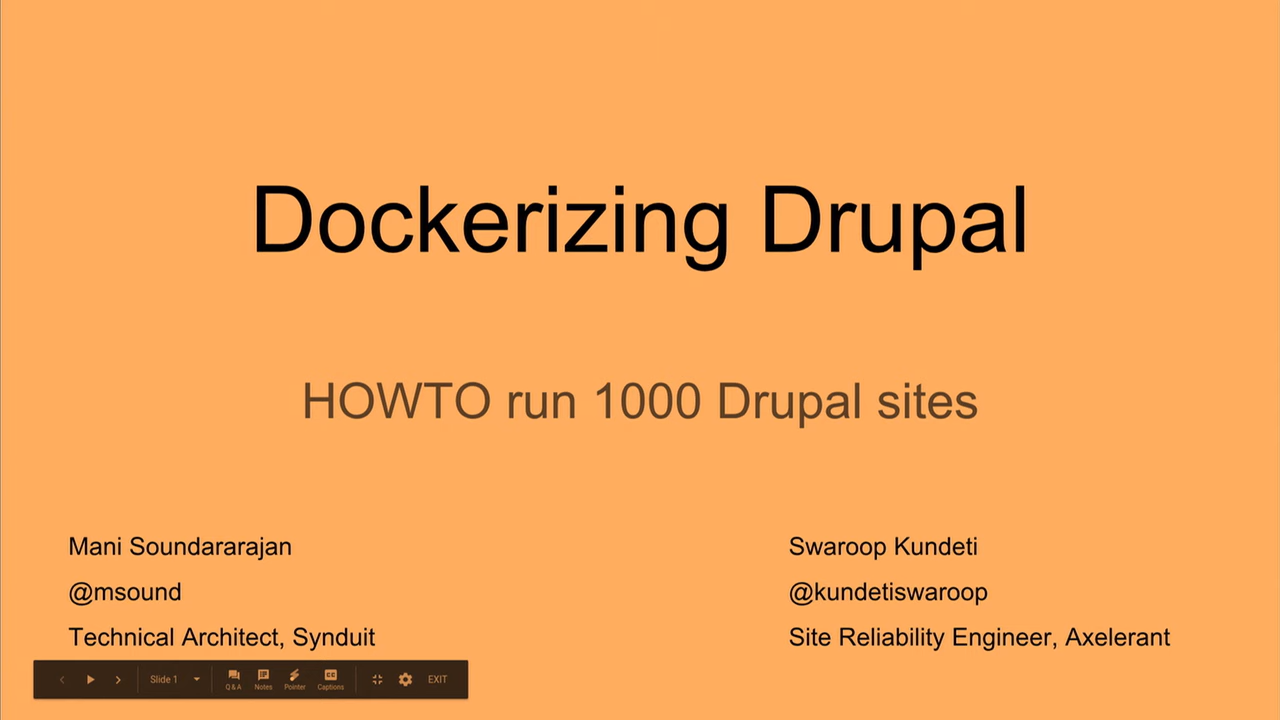 Dockerizing Drupal
HOWTO run 1000 Drupal sites
Mani Soundararajan
@msound
Technical Architect, Synduit
Swaroop Kundeti
@kundetiswaroop
Site Reliability Engineer, Axelerant
Slide 1
Q & A
Notes
Pointer
CC
Captions
EXIT